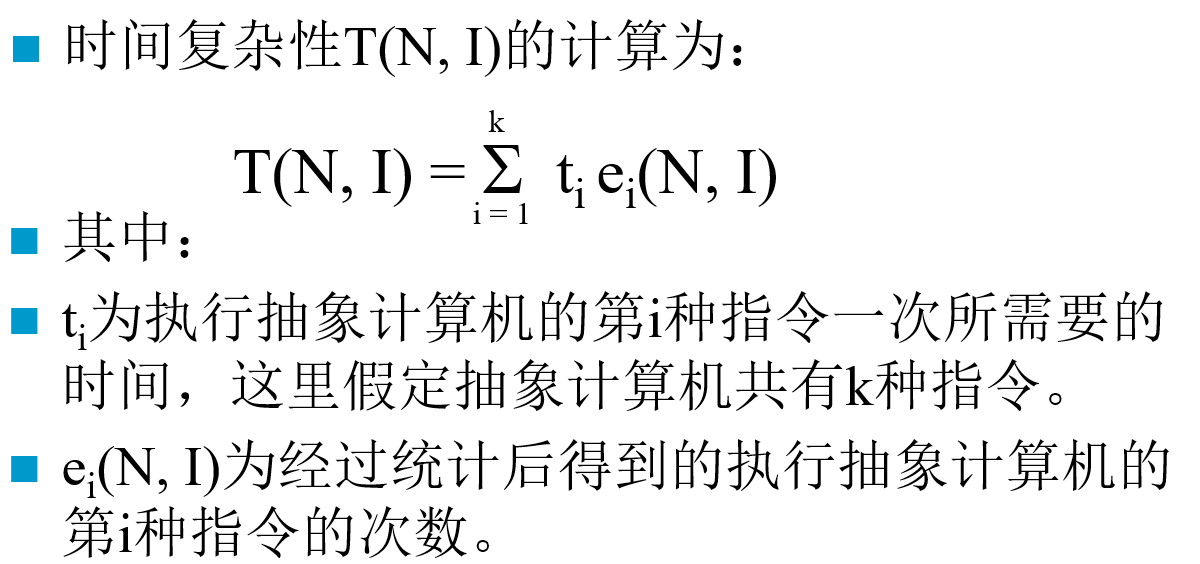 ■ 时间复杂性T(N, I)的计算为：
k
T(N, I) = Σ tᵢ eᵢ(N, I)
i = 1
■ 其中：
■ tᵢ为执行抽象计算机的第i种指令一次所需要的
时间，这里假定抽象计算机共有k种指令。
■ eᵢ(N, I)为经过统计后得到的执行抽象计算机的
第i种指令的次数。